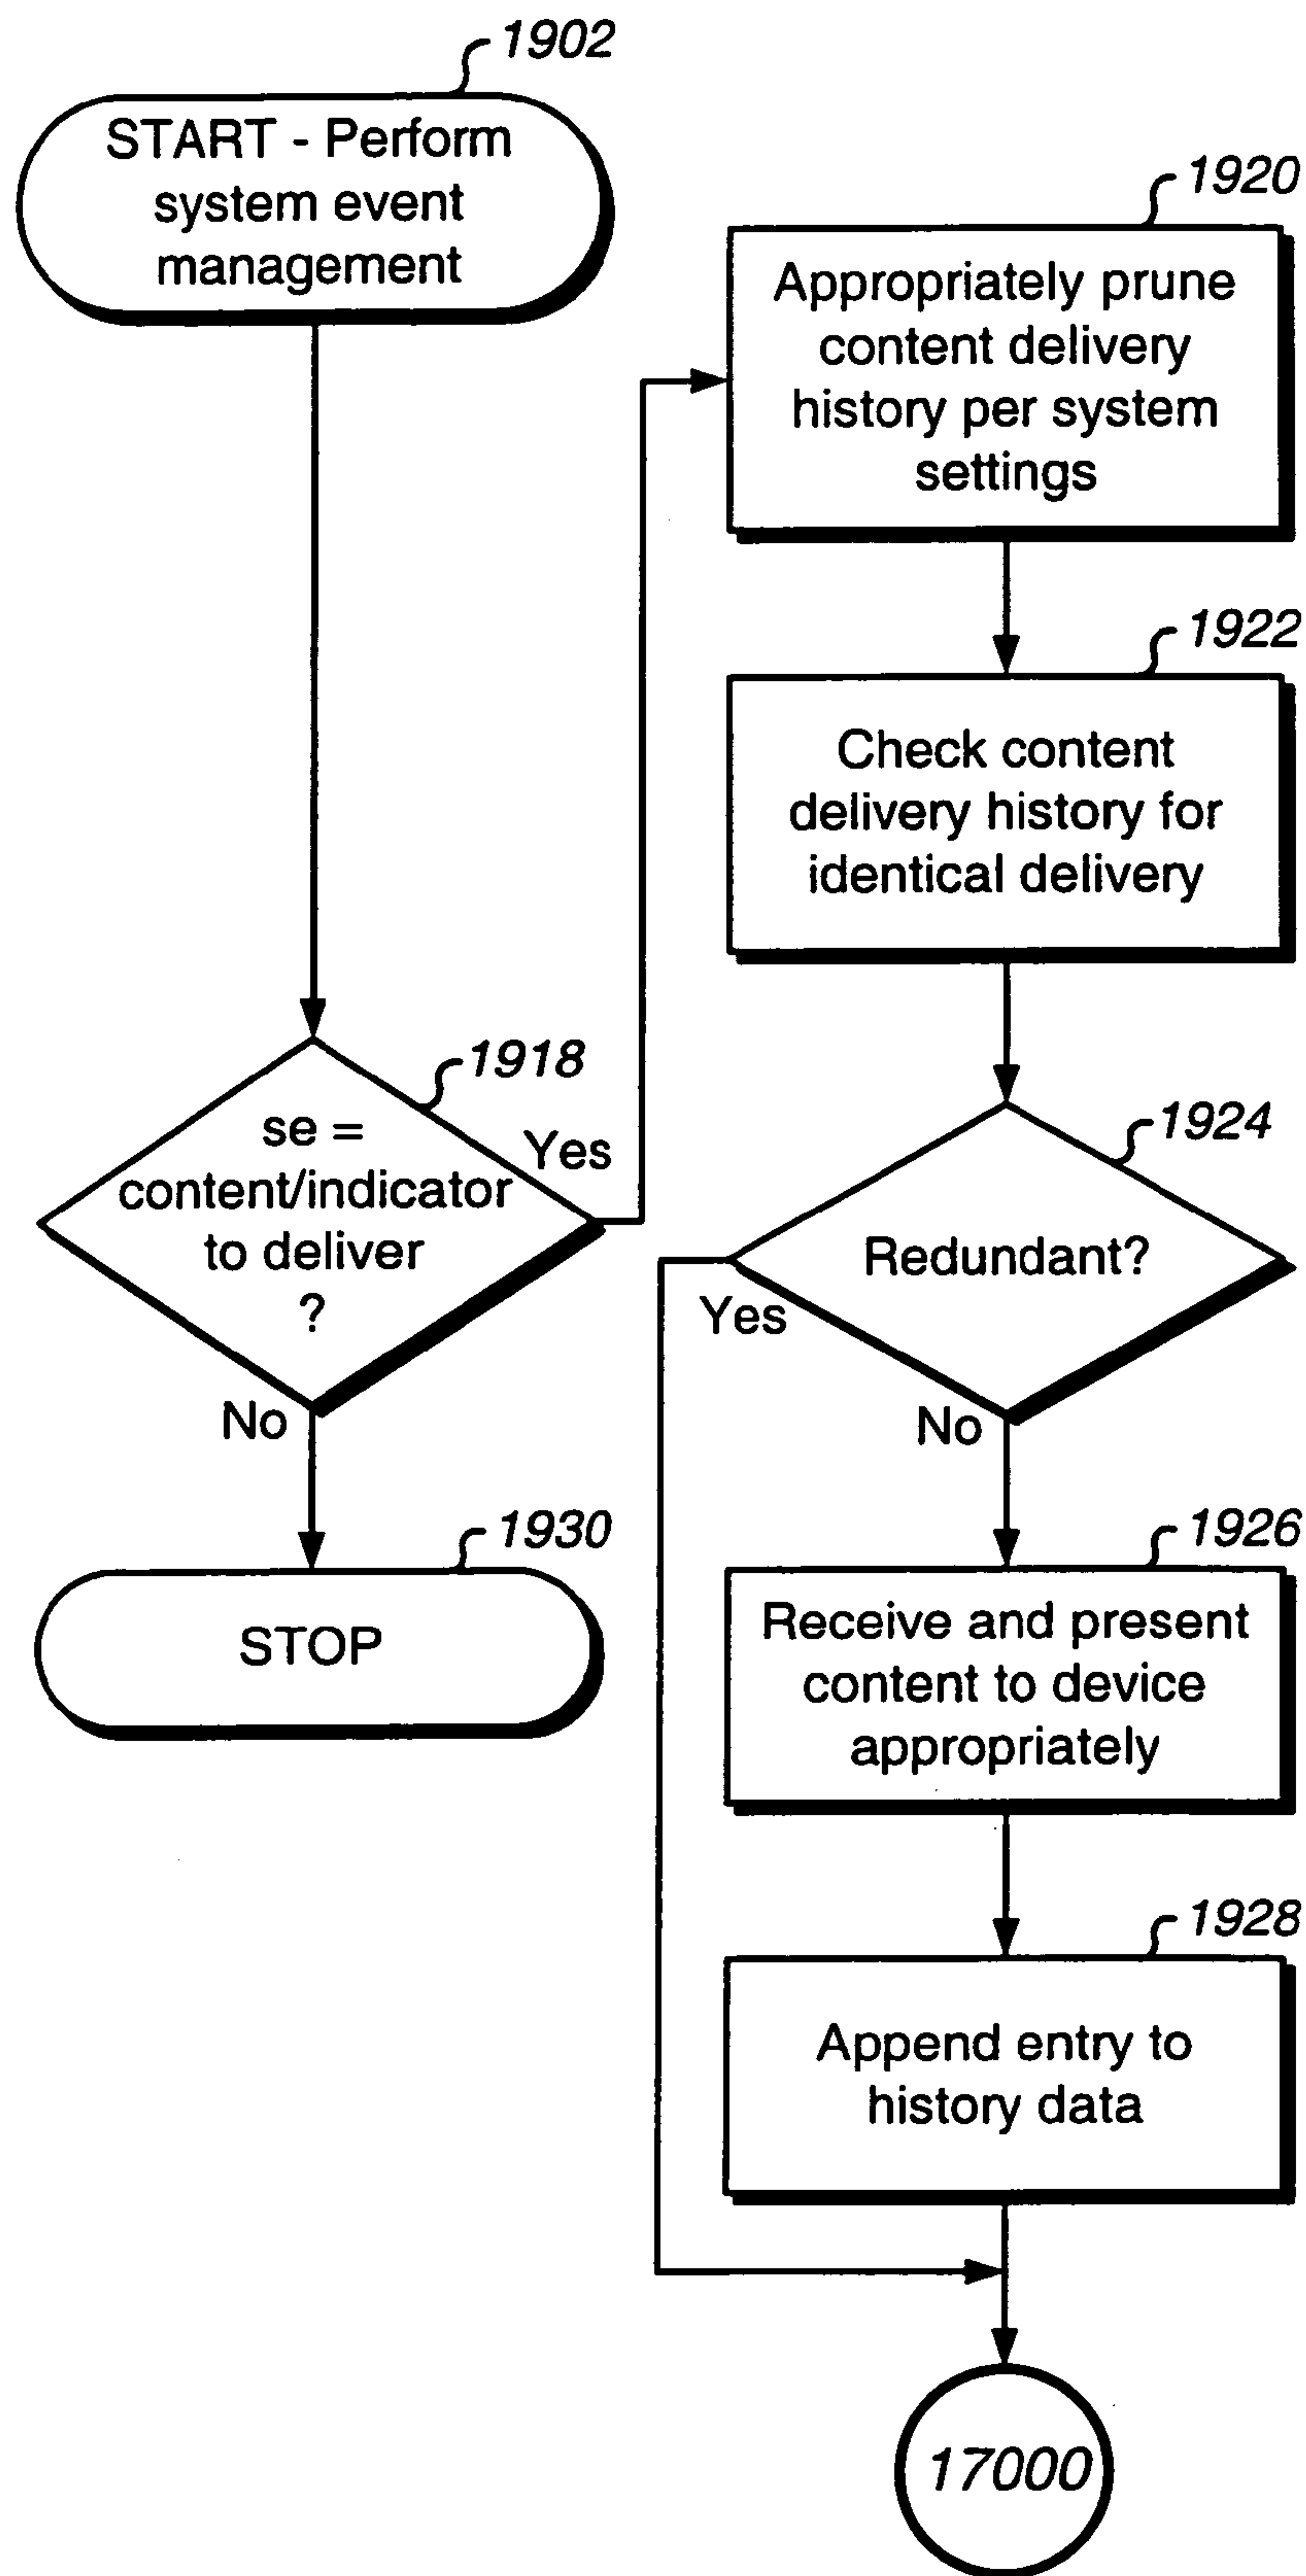 1902
START - Perform
system event
management
1918
se =
content/indicator
to deliver
?
Yes
No
1930
STOP
1920
Appropriately prune
content delivery
history per system
settings
1922
Check content
delivery history for
identical delivery
1924
Redundant?
Yes
No
1926
Receive and present
content to device
appropriately
1928
Append entry to
history data
17000